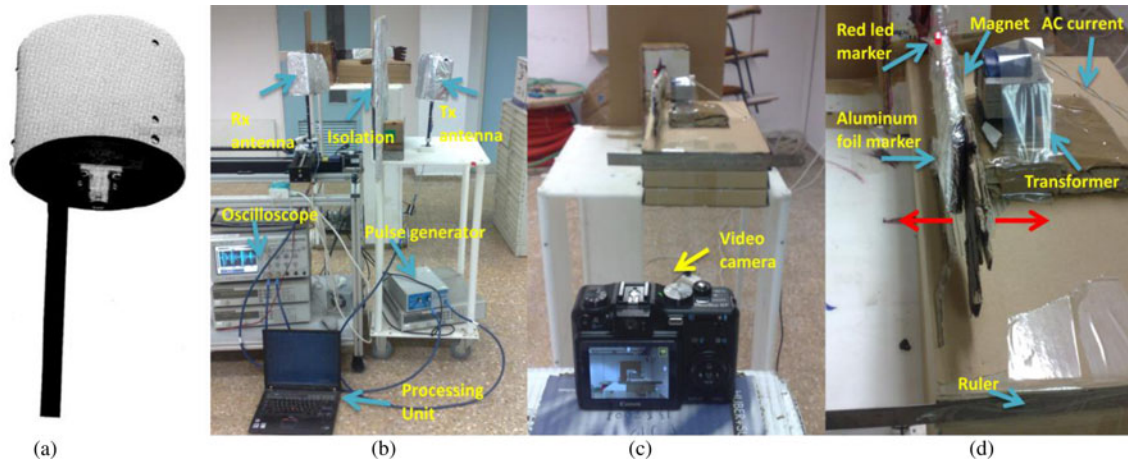 Rx
antenna
Isolation
Tx
antenna
Oscilloscope
Pulse generator
Processing
Unit
Video
camera
Canon
Red led
marker
Magnet
AC current
Aluminum
foil marker
Transformer
Ruler
(a)
(b)
(c)
(d)